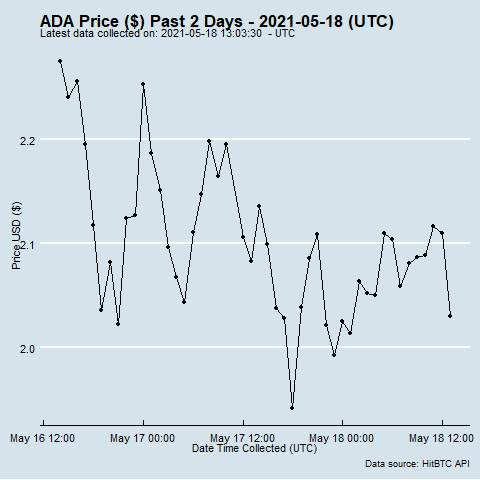 ADA Price ($) Past 2 Days - 2021-05-18 (UTC)
Latest data collected on: 2021-05-18 13:03:30 - UTC
2.2
2.1
2.0
Price USD ($)
May 16 12:00 May 17 00:00 May 17 12:00 May 18 00:00 May 18 12:00
Date Time Collected (UTC)
Data source: HitBTC API